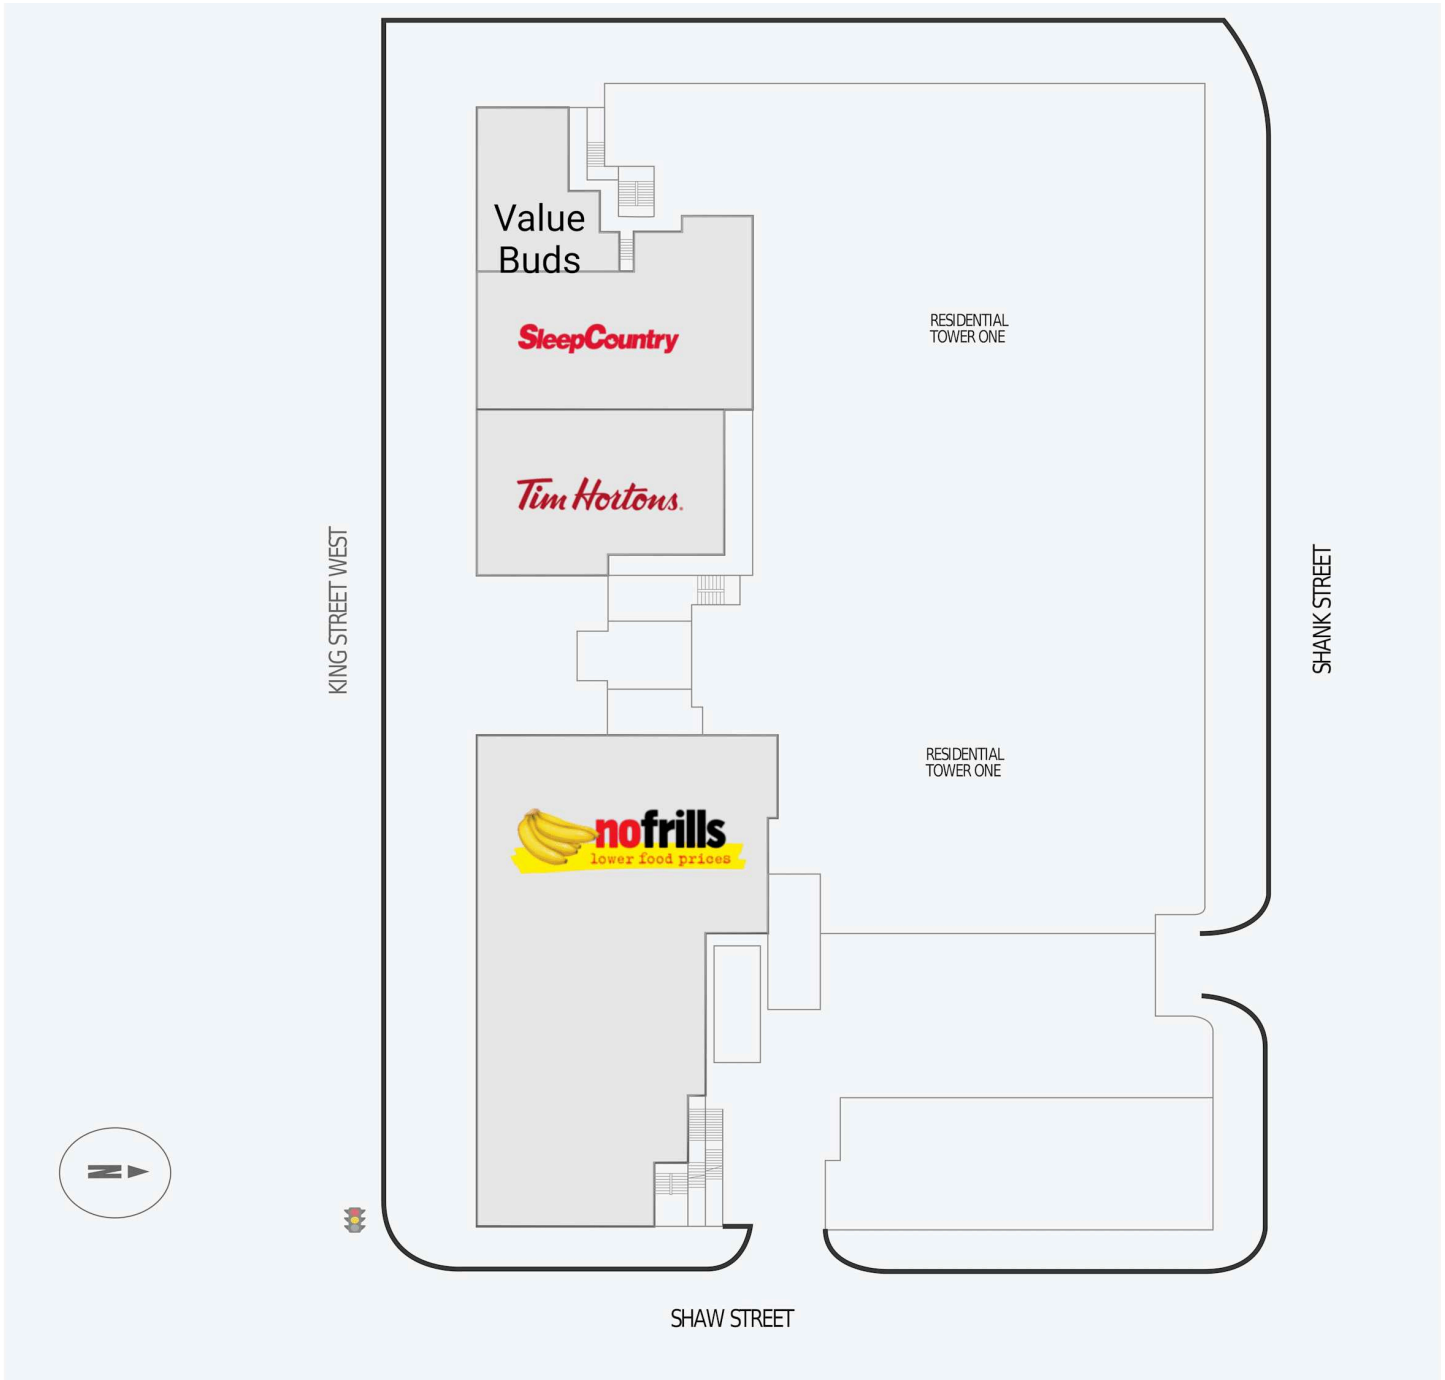 Value
Buds
SleepCountry
RESIDENTIAL
TOWER ONE
Tim Hortons.
KING STREET WEST
SHANK STREET
RESIDENTIAL
TOWER ONE
nofrills
lower food prices
N
SHAW STREET